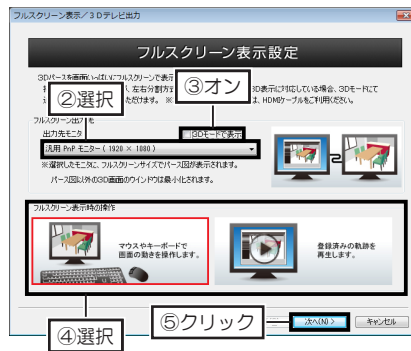 フルスクリーン表示／3Dテレビ出力
フルスクリーン表示設定
3Dパースを画面いっぱいにフルスクリーンで表示
左右分割方
3D表示に対応している場合、3Dモードにて
ただけます。 ※
は、HDMIケーブルをご利用ください。
②選択
③オン
フルスクリーン出力
出力先モニタ
3Dモードで表示
汎用 PnP モニター ( 1920 × 1080 )
※選択したモニタに、フルスクリーンサイズでパース図が表示されます。
パース図以外の3D画面のウインドウは最小化されます。
フルスクリーン表示時の操作
マウスやキーボードで
画面の動きを操作します。
登録済みの軌跡を
再生します。
④選択
⑤クリック
次へ(N) >
キャンセル